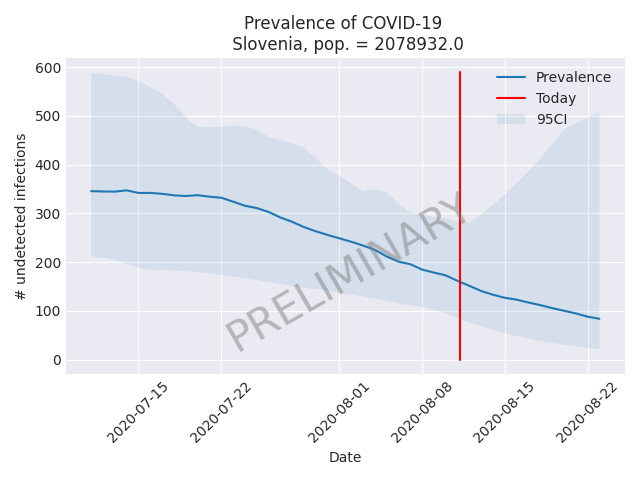 Prevalence of COVID-19
Slovenia, pop. = 2078932.0
600
500
400
300
200
100
0
# undetected infections
Prevalence
Today
95CI
PRELIMINARY
2020-07-15
2020-07-22
2020-08-01
2020-08-08
2020-08-15
2020-08-22
Date